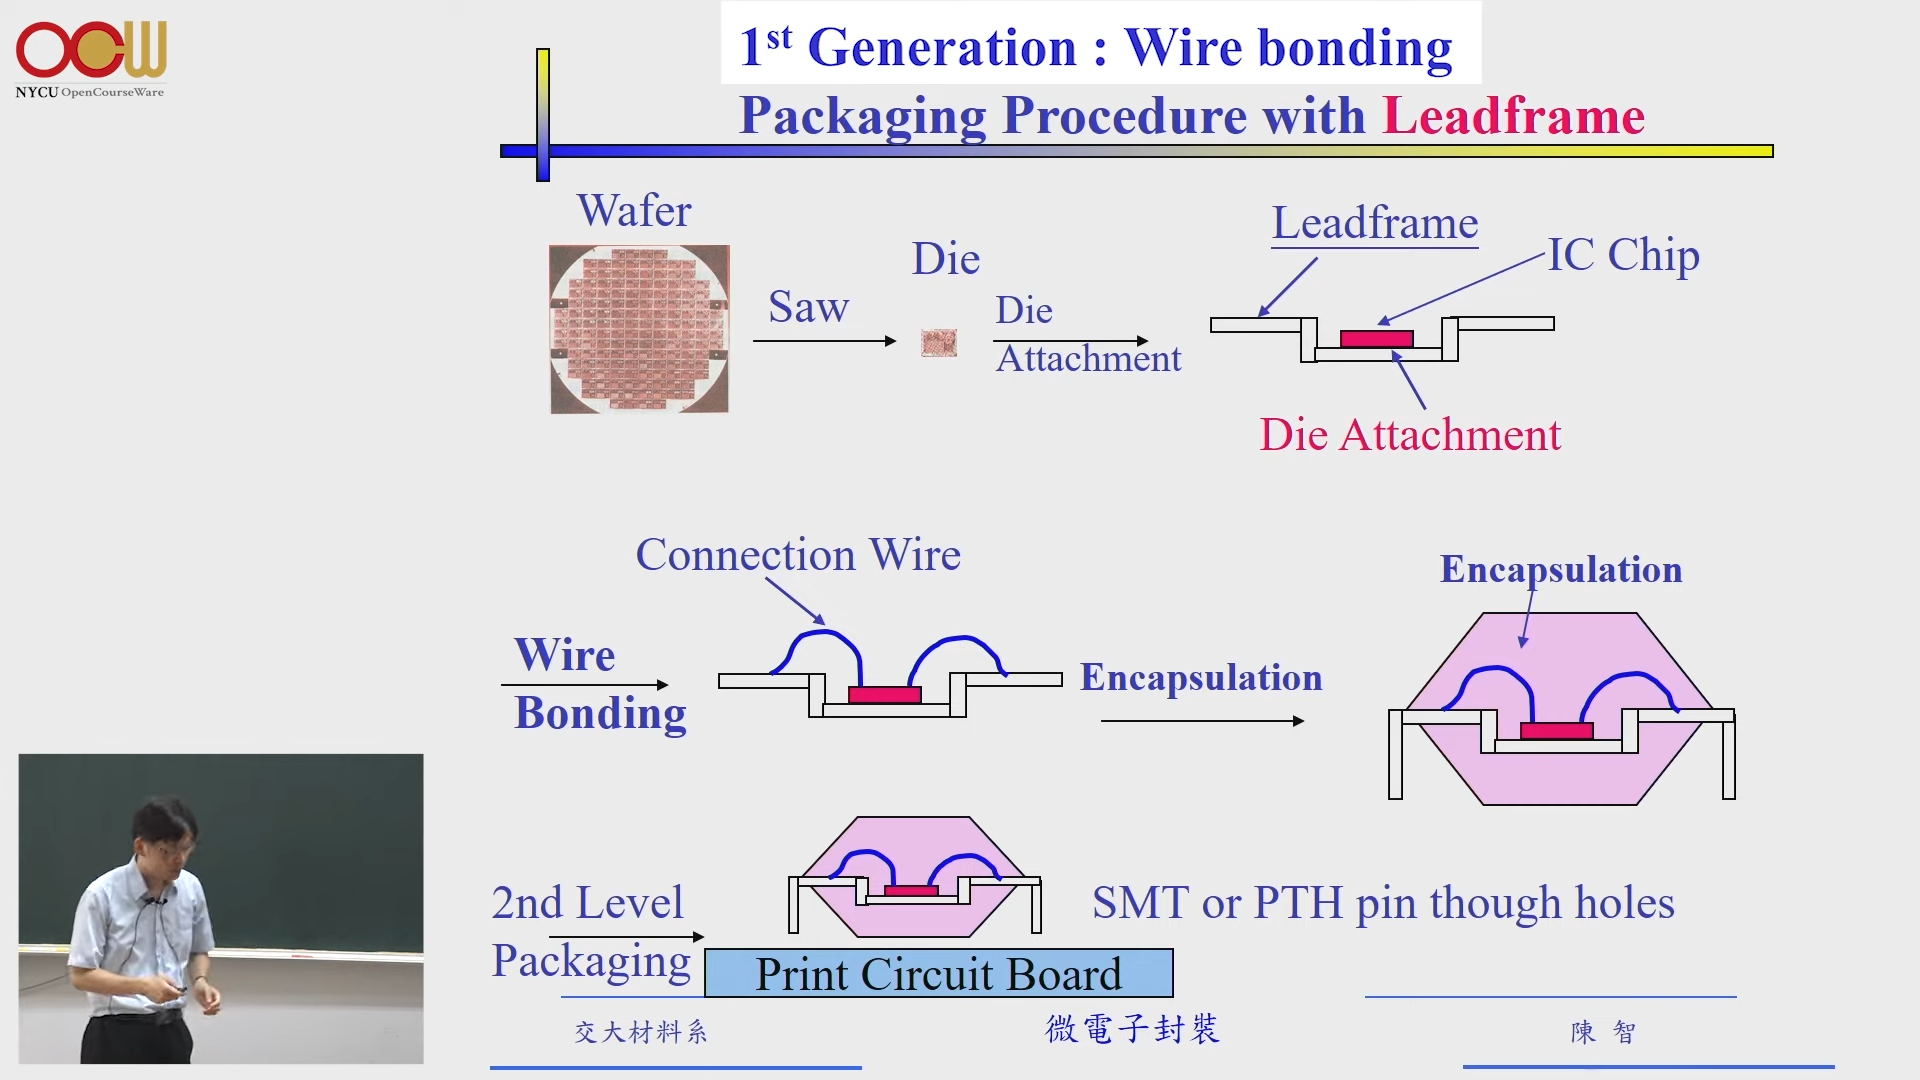 OCW
NYCU OpenCourseWare
1st Generation : Wire bonding
Packaging Procedure with Leadframe
Wafer
Saw
Die
Die
Attachment
Leadframe
IC Chip
Die Attachment
Connection Wire
Wire
Bonding
Encapsulation
Encapsulation
2nd Level
Packaging
SMT or PTH pin though holes
Print Circuit Board
交大材料系
微電子封裝
陳 智